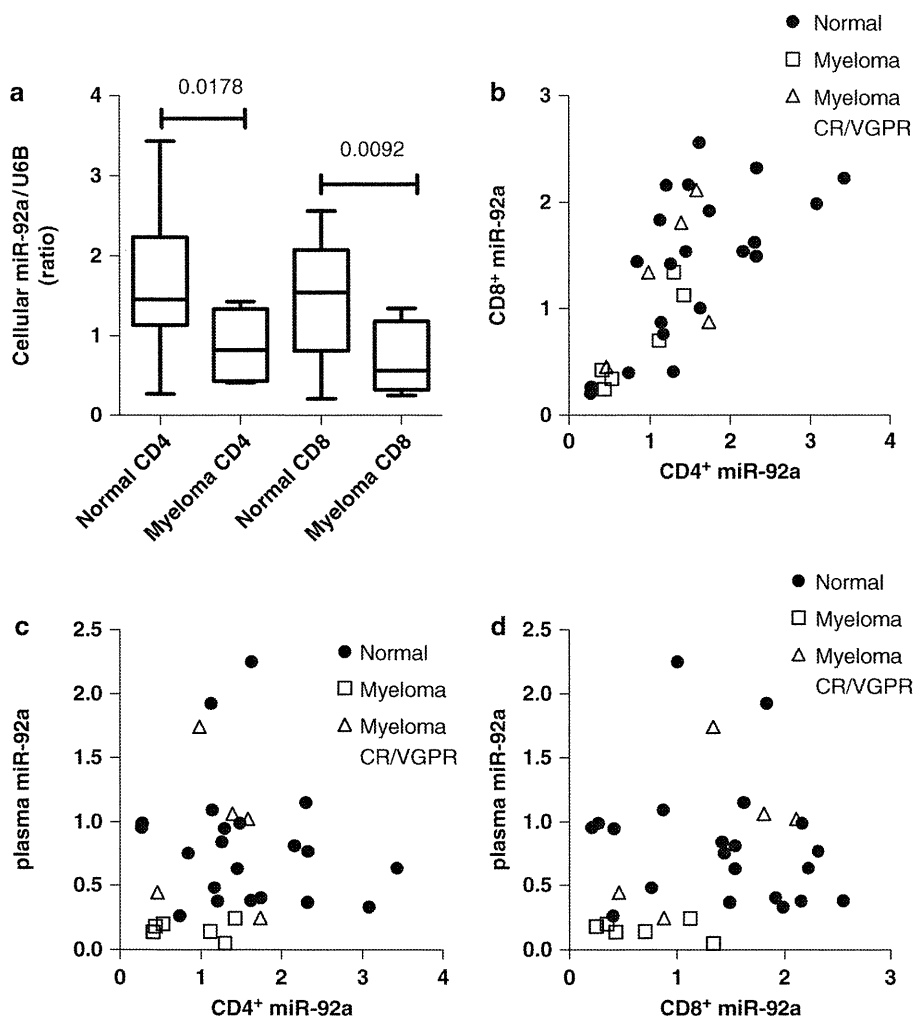 a
0.0178
0.0092
4
3
2
1
0
Cellular miR-92a/U6B
(ratio)
Normal CD4
Myeloma CD4
Normal CD8
Myeloma CD8
b
Normal
Myeloma
Myeloma
CR/VGPR
3
2
1
0
CD8⁺ miR-92a
0 1 2 3 4
CD4⁺ miR-92a
c
Normal
Myeloma
Myeloma
CR/VGPR
2.5
2.0
1.5
1.0
0.5
0.0
plasma miR-92a
0 1 2 3 4
CD4⁺ miR-92a
d
Normal
Myeloma
Myeloma
CR/VGPR
2.5
2.0
1.5
1.0
0.5
0.0
plasma miR-92a
0 1 2 3
CD8⁺ miR-92a